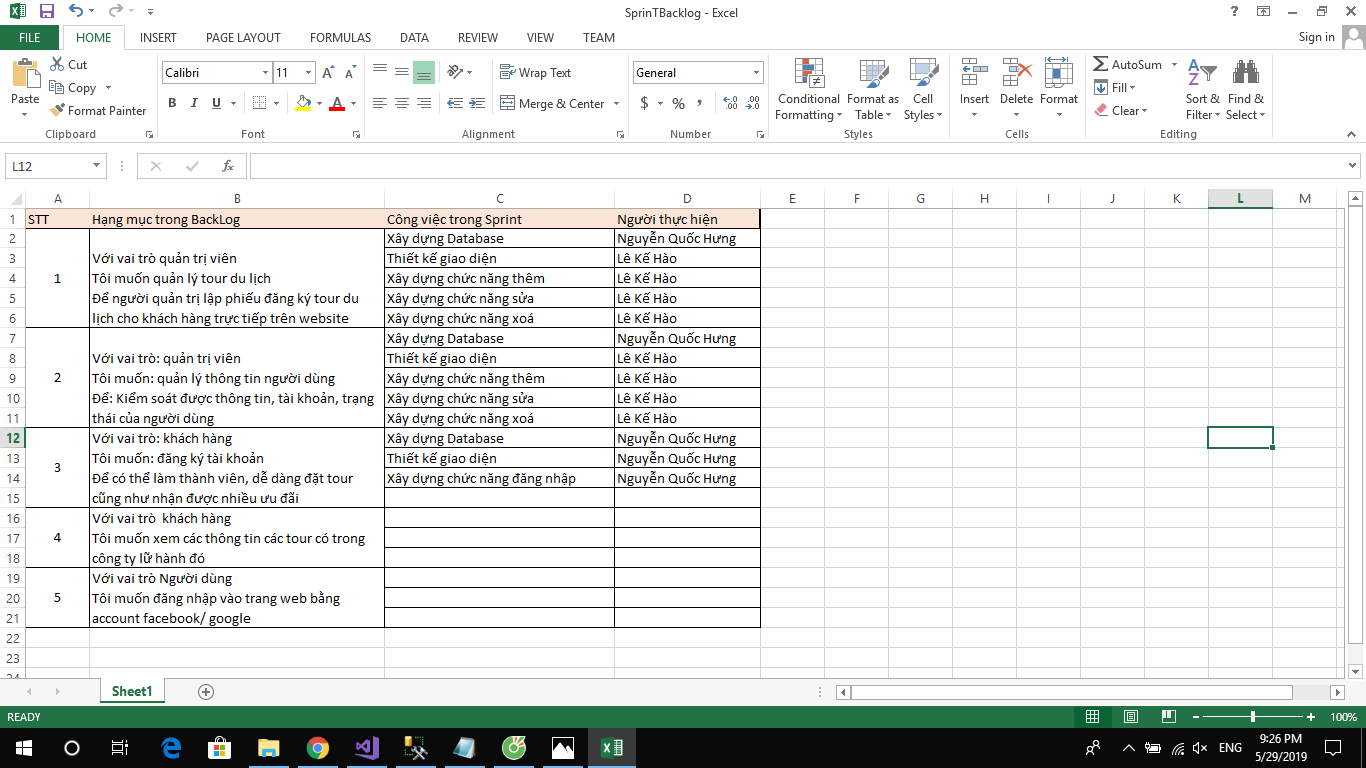 SprinTBacklog - Excel
FILE HOME INSERT PAGE LAYOUT FORMULAS DATA REVIEW VIEW TEAM Sign in
Paste
Cut
Copy
Format Painter
Clipboard
Calibri 11
B I U
Font
Wrap Text
Merge & Center
Alignment
General
$ % ,
Number
Conditional Formatting
Format as Table
Cell Styles
Styles
Insert Delete Format
Cells
AutoSum
Fill
Clear
Sort & Filter
Find & Select
Editing
L12 fx
A B C D E F G H I J K L M
1 STT Hạng mục trong BackLog Công việc trong Sprint Người thực hiện
2 Xây dựng Database Nguyễn Quốc Hưng
3 Với vai trò quản trị viên Thiết kế giao diện Lê Kế Hào
4 1 Tôi muốn quản lý tour du lịch Xây dựng chức năng thêm Lê Kế Hào
5 Để người quản trị lập phiếu đăng ký tour du Xây dựng chức năng sửa Lê Kế Hào
6 lịch cho khách hàng trực tiếp trên website Xây dựng chức năng xoá Lê Kế Hào
7 Xây dựng Database Nguyễn Quốc Hưng
8 Với vai trò: quản trị viên Thiết kế giao diện Lê Kế Hào
9 2 Tôi muốn: quản lý thông tin người dùng Xây dựng chức năng thêm Lê Kế Hào
10 Để: Kiểm soát được thông tin, tài khoản, trạng Xây dựng chức năng sửa Lê Kế Hào
11 thái của người dùng Xây dựng chức năng xoá Lê Kế Hào
12 Với vai trò: khách hàng Xây dựng Database Nguyễn Quốc Hưng
13 3 Tôi muốn: đăng ký tài khoản Thiết kế giao diện Nguyễn Quốc Hưng
14 Để có thể làm thành viên, dễ dàng đặt tour Xây dựng chức năng đăng nhập Nguyễn Quốc Hưng
15 cũng như nhận được nhiều ưu đãi
16 Với vai trò  khách hàng
17 4 Tôi muốn xem các thông tin các tour có trong
18 công ty lữ hành đó
19 Với vai trò Người dùng
20 5 Tôi muốn đăng nhập vào trang web bằng
21 account facebook/ google
22
23
24
Sheet1
READY 100%
ENG 9:26 PM
5/29/2019